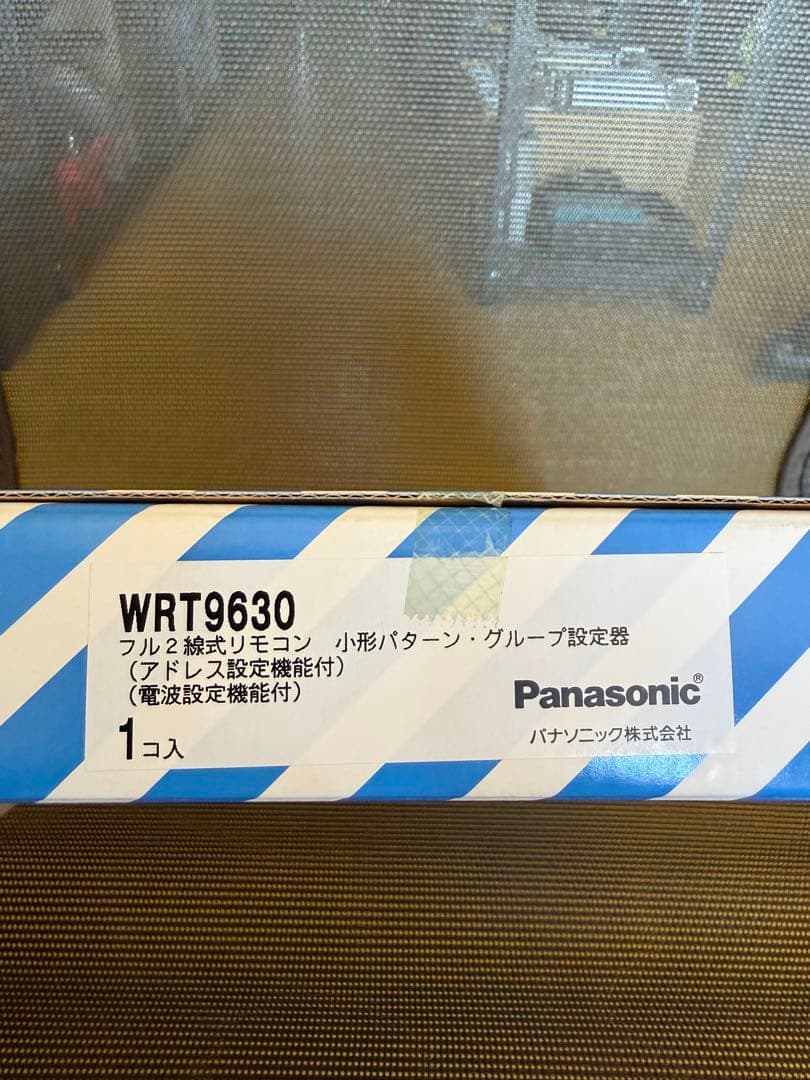 WRT9630
フル２線式リモコン　小形パターン・グループ設定器
（アドレス設定機能付）
（電波設定機能付）
1コ入
Panasonic®
パナソニック株式会社